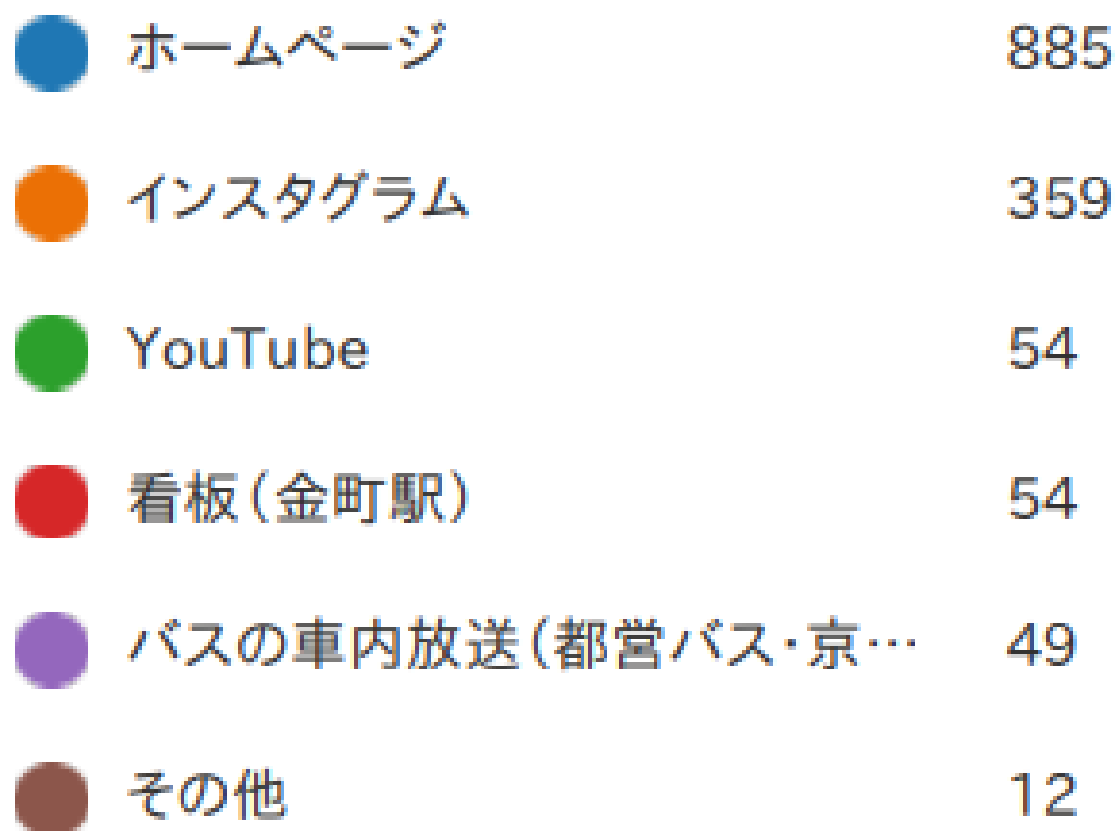 ホームページ 885
インスタグラム 359
YouTube 54
看板(金町駅) 54
バスの車内放送(都営バス・京… 49
その他 12